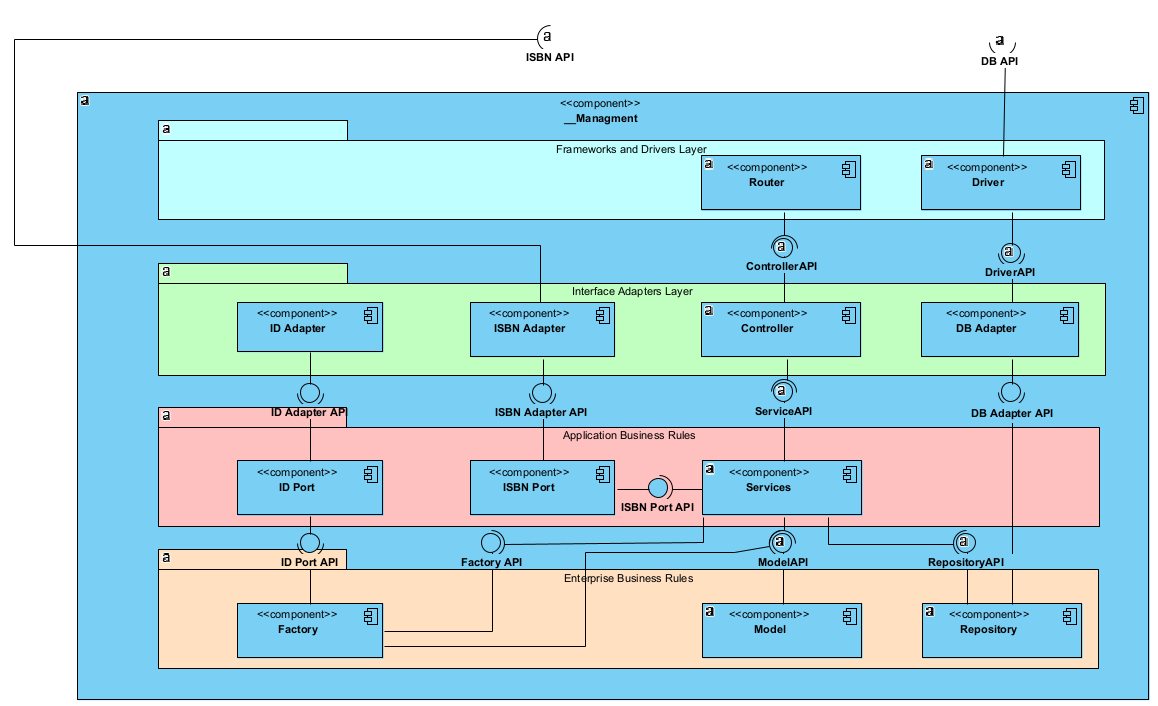 a
ISBN API
a
DB API
a
<<component>>
__Managment
a
Frameworks and Drivers Layer
a
<<component>>
Router
a
<<component>>
Driver
a
ControllerAPI
a
DriverAPI
a
Interface Adapters Layer
<<component>>
ID Adapter
<<component>>
ISBN Adapter
a
<<component>>
Controller
<<component>>
DB Adapter
ID Adapter API
ISBN Adapter API
a
ServiceAPI
DB Adapter API
a
Application Business Rules
<<component>>
ID Port
<<component>>
ISBN Port
ISBN Port API
a
<<component>>
Services
ID Port API
Factory API
a
ModelAPI
a
RepositoryAPI
a
Enterprise Business Rules
<<component>>
Factory
a
<<component>>
Model
a
<<component>>
Repository